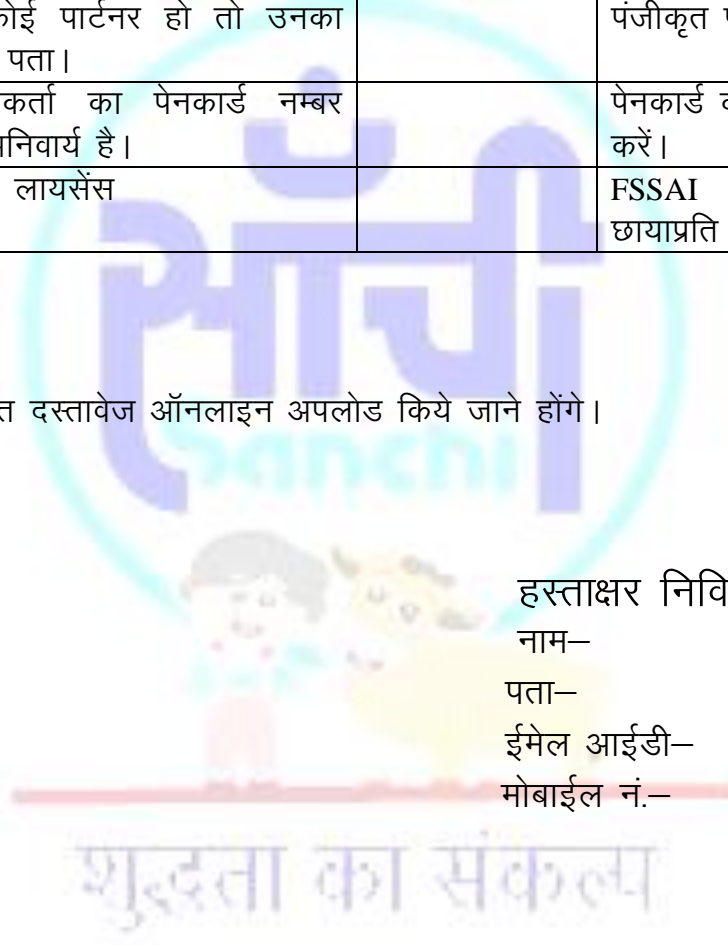 कोई पार्टनर हो तो उनका
पता।
पंजीकृत
कर्ता का पेनकार्ड नम्बर
अनिवार्य है।
पेनकार्ड
करें।
लायसेंस
FSSAI
छायाप्रति
साँची
Sanchi
दस्तावेज ऑनलाइन अपलोड किये जाने होंगे।
हस्ताक्षर निवि
नाम–
पता–
ईमेल आईडी–
मोबाईल नं.–
शुद्धता का संकल्प